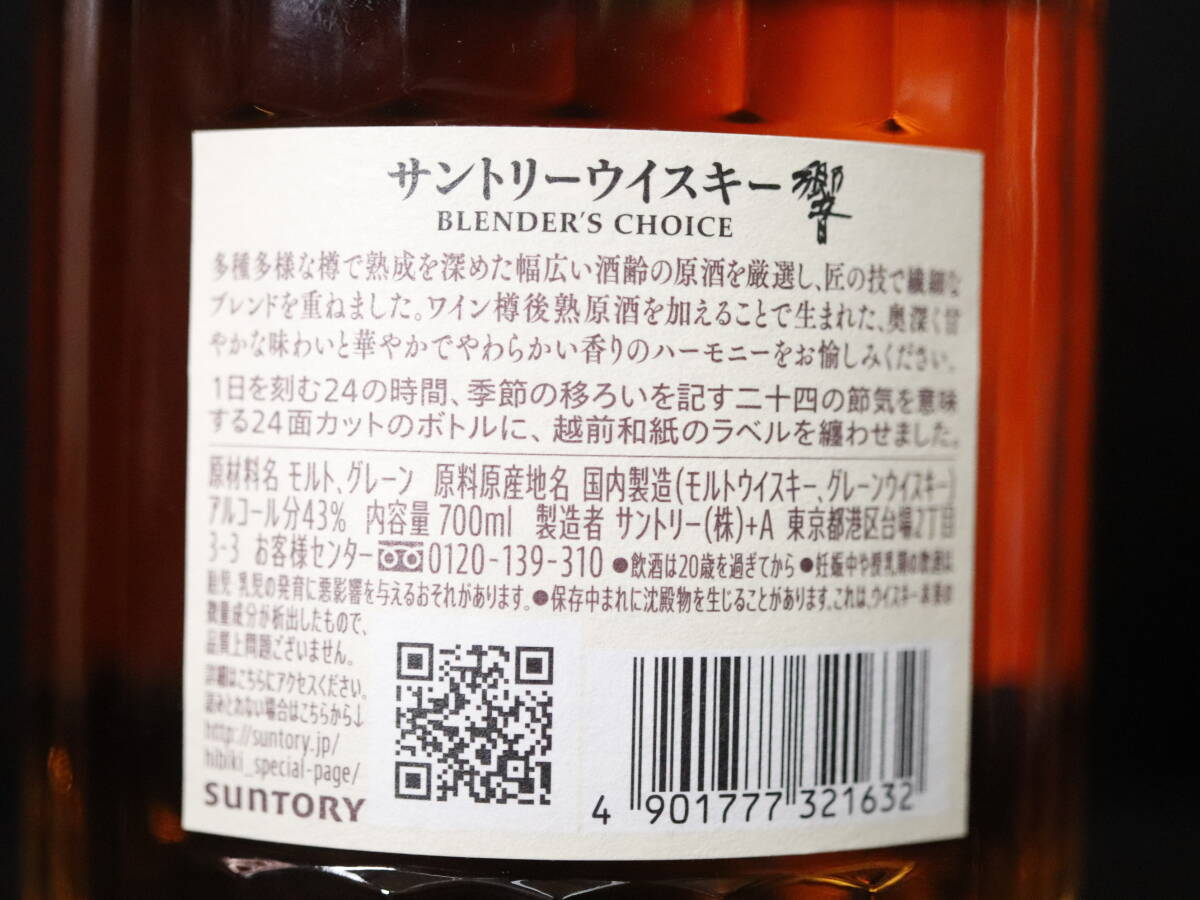 サントリーウイスキー 響
BLENDER'S CHOICE
多種多様な樽で熟成を深めた幅広い酒齢の原酒を厳選し、匠の技で繊細な
ブレンドを重ねました。ワイン樽後熟原酒を加えることで生まれた、奥深く甘
やかな味わいと華やかでやわらかい香りのハーモニーをお愉しみください。
1日を刻む24の時間、季節の移ろいを記す二十四の節気を意味
する24面カットのボトルに、越前和紙のラベルを纏わせました。
原材料名 モルト、グレーン 原料原産地名 国内製造(モルトウイスキー、グレーンウイスキー)
アルコール分43% 内容量 700ml 製造者 サントリー(株)+A 東京都港区台場2丁目
3-3 お客様センター 0120-139-310 ●飲酒は20歳を過ぎてから ●妊娠中や授乳期の飲酒は、
胎児・乳児の発育に悪影響を与えるおそれがあります。 ●保存中まれに沈殿物を生じることがあります。これは、ウイスキー本来の
微量成分が析出したもので、
品質上問題ございません。
詳細はこちらにアクセスください。
読みとれない場合はこちらから↓
http://suntory.jp/
hibiki_special-page/
SUNTORY
4 901777 321632